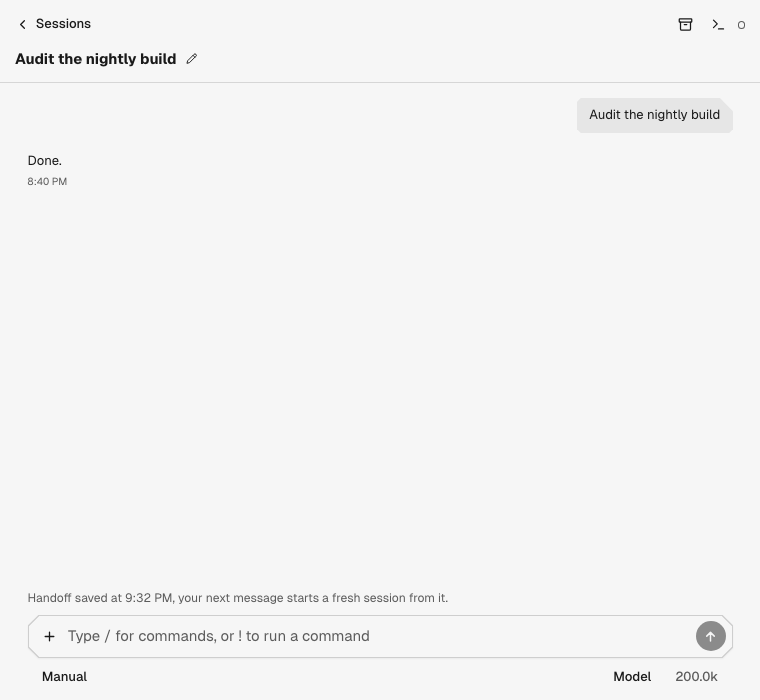 Sessions
Audit the nightly build
Audit the nightly build
Done.
8:40 PM
Handoff saved at 9:32 PM, your next message starts a fresh session from it.
Type / for commands, or ! to run a command
Manual
Model 200.0k